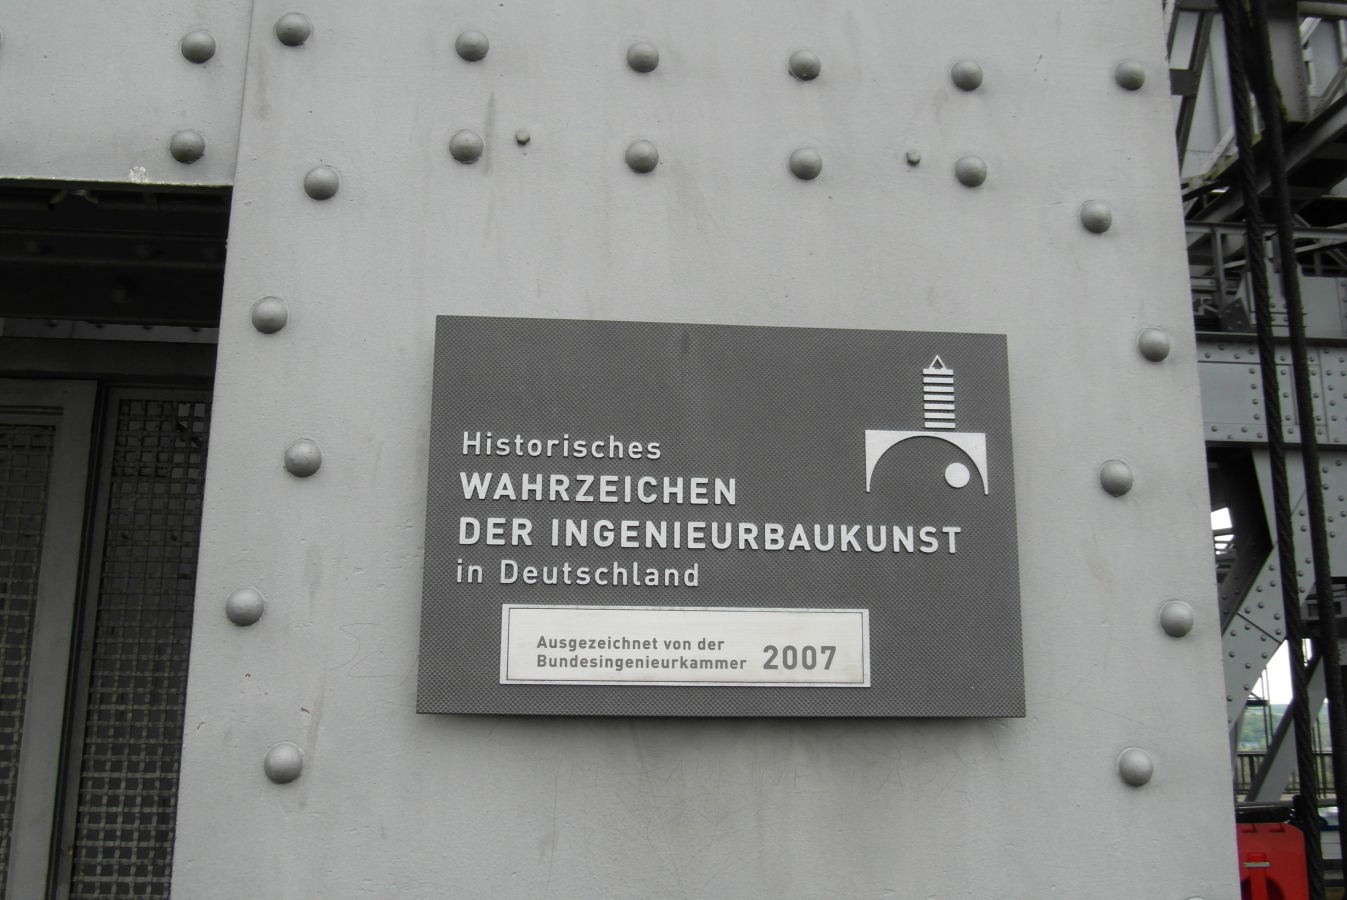 Historisches
WAHRZEICHEN
DER INGENIEURBAUKUNST
in Deutschland
Ausgezeichnet von der
Bundesingenieurkammer 2007